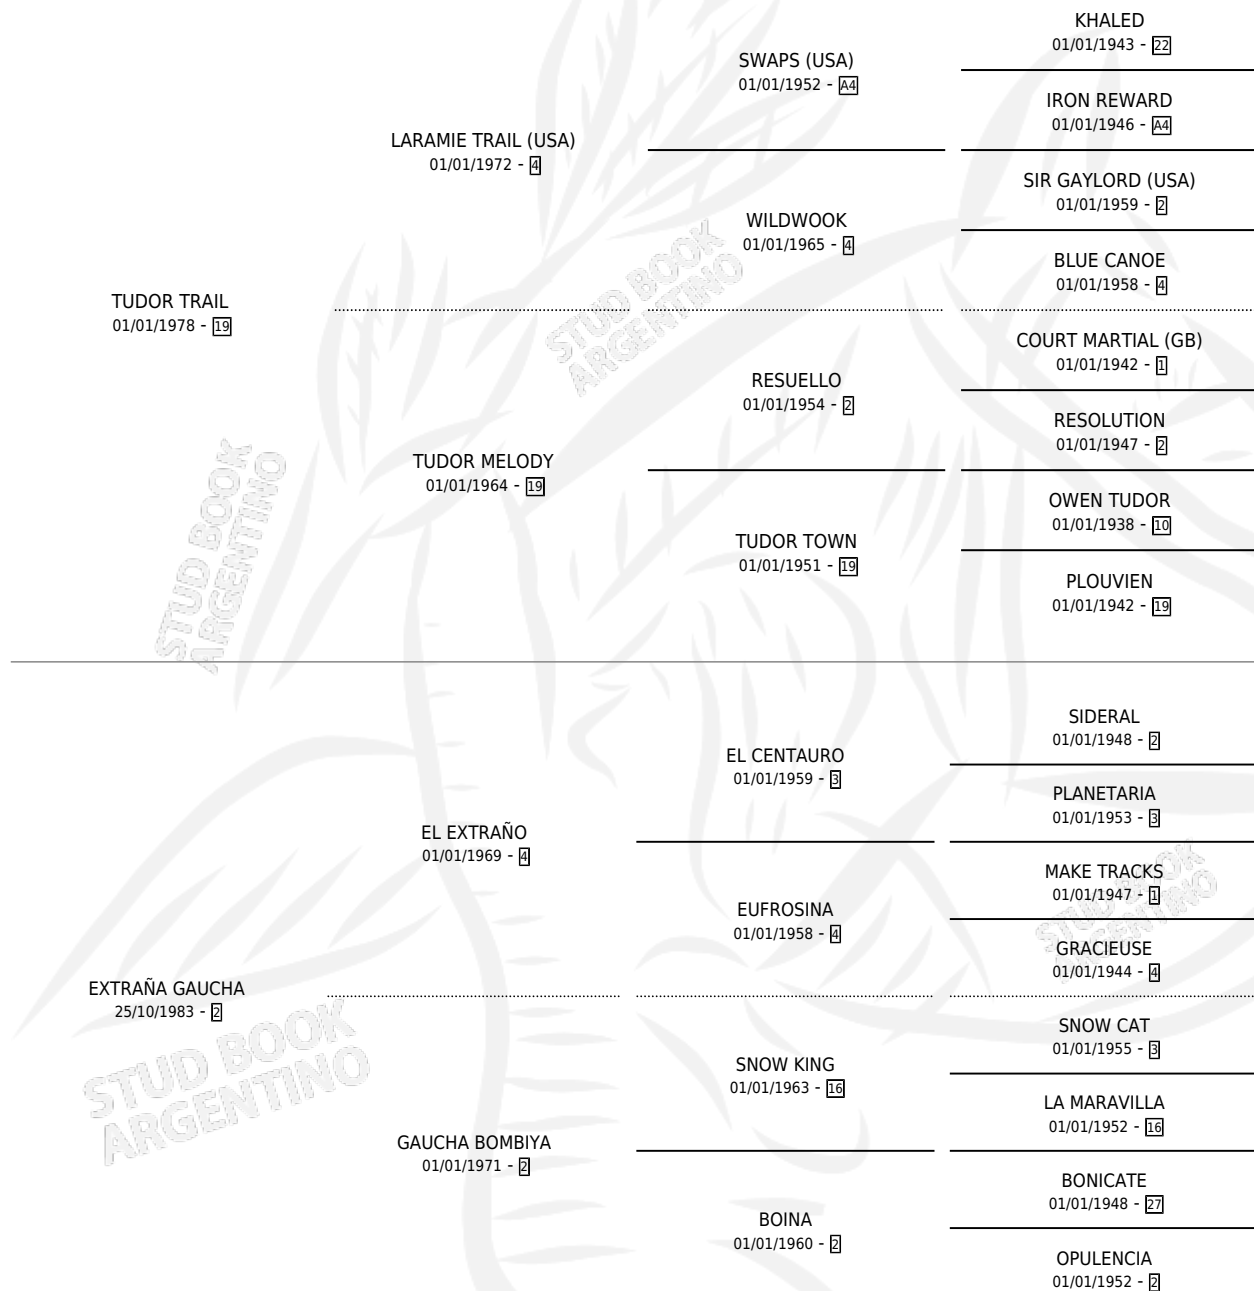 KHALED
01/01/1943 - 22
SWAPS (USA)
01/01/1952 - A4
IRON REWARD
01/01/1946 - A4
LARAMIE TRAIL (USA)
01/01/1972 - 4
SIR GAYLORD (USA)
01/01/1959 - 2
WILDWOOK
01/01/1965 - 4
BLUE CANOE
01/01/1958 - 4
TUDOR TRAIL
01/01/1978 - 19
STUD BOOK
ARGENTINO
COURT MARTIAL (GB)
01/01/1942 - 1
RESUELLO
01/01/1954 - 2
RESOLUTION
01/01/1947 - 2
TUDOR MELODY
01/01/1964 - 19
OWEN TUDOR
01/01/1938 - 10
TUDOR TOWN
01/01/1951 - 19
PLOUVIEN
01/01/1942 - 19
STUD BOOK
ARGENTINO
SIDERAL
01/01/1948 - 2
EL CENTAURO
01/01/1959 - 3
PLANETARIA
01/01/1953 - 3
EL EXTRAÑO
01/01/1969 - 4
MAKE TRACKS
01/01/1947 - 1
EUFROSINA
01/01/1958 - 4
STUD BOOK
ARGENTINO
GRACIEUSE
01/01/1944 - 4
EXTRAÑA GAUCHA
25/10/1983 - 2
STUD BOOK
ARGENTINO
SNOW CAT
01/01/1955 - 3
SNOW KING
01/01/1963 - 16
LA MARAVILLA
01/01/1952 - 16
GAUCHA BOMBIYA
01/01/1971 - 2
BONICATE
01/01/1948 - 27
BOINA
01/01/1960 - 2
OPULENCIA
01/01/1952 - 2